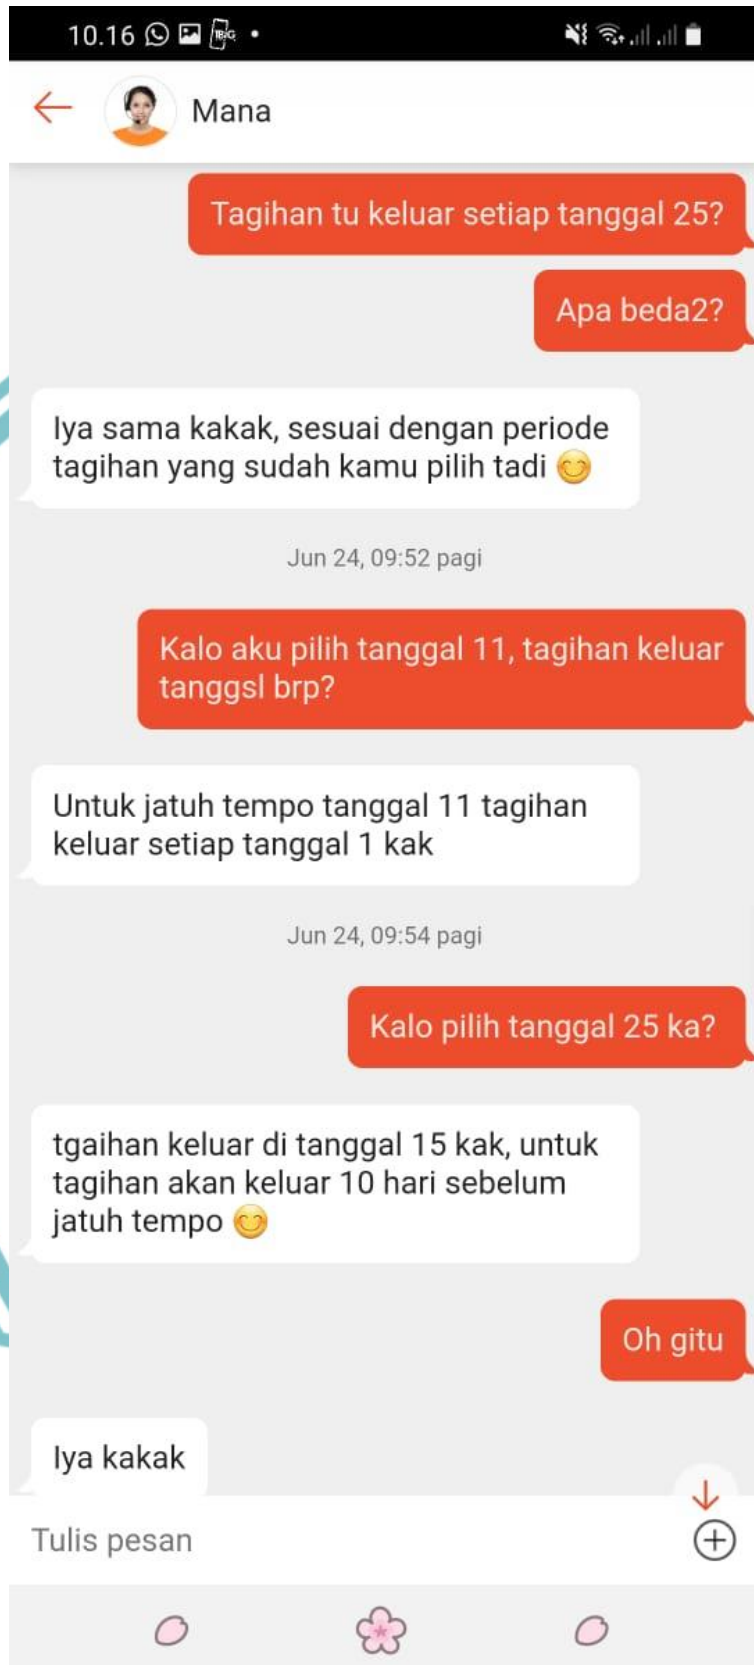 10.16
Mana
Tagihan tu keluar setiap tanggal 25?
Apa beda2?
Iya sama kakak, sesuai dengan periode
tagihan yang sudah kamu pilih tadi 😊
Jun 24, 09:52 pagi
Kalo aku pilih tanggal 11, tagihan keluar
tanggsl brp?
Untuk jatuh tempo tanggal 11 tagihan
keluar setiap tanggal 1 kak
Jun 24, 09:54 pagi
Kalo pilih tanggal 25 ka?
tgaihan keluar di tanggal 15 kak, untuk
tagihan akan keluar 10 hari sebelum
jatuh tempo 😊
Oh gitu
Iya kakak
Tulis pesan